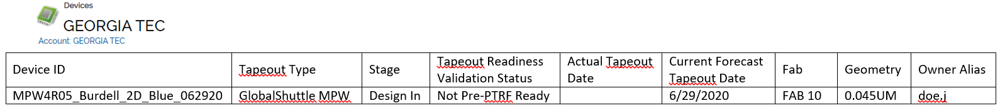 Devices
GEORGIA TEC
Account: GEORGIA TEC
Device ID
Tapeout Type
Stage
Tapeout Readiness
Validation Status
Actual Tapeout
Date
Current Forecast
Tapeout Date
Fab
Geometry
Owner Alias
MPW4R05_Burdell_2D_Blue_062920
GlobalShuttle MPW
Design In
Not Pre-PTRF Ready
6/29/2020
FAB 10
0.045UM
doe.j